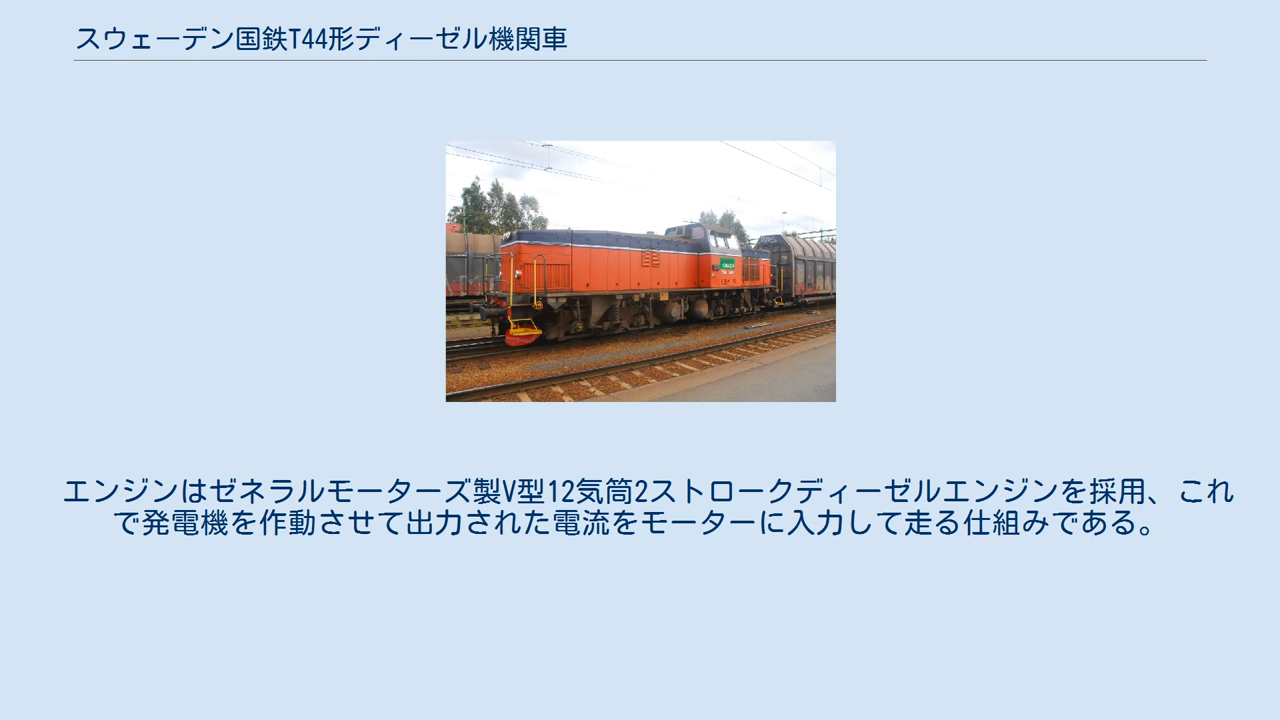 スウェーデン国鉄T44形ディーゼル機関車
エンジンはゼネラルモーターズ製V型12気筒2ストロークディーゼルエンジンを採用、これ
で発電機を作動させて出力された電流をモーターに入力して走る仕組みである。